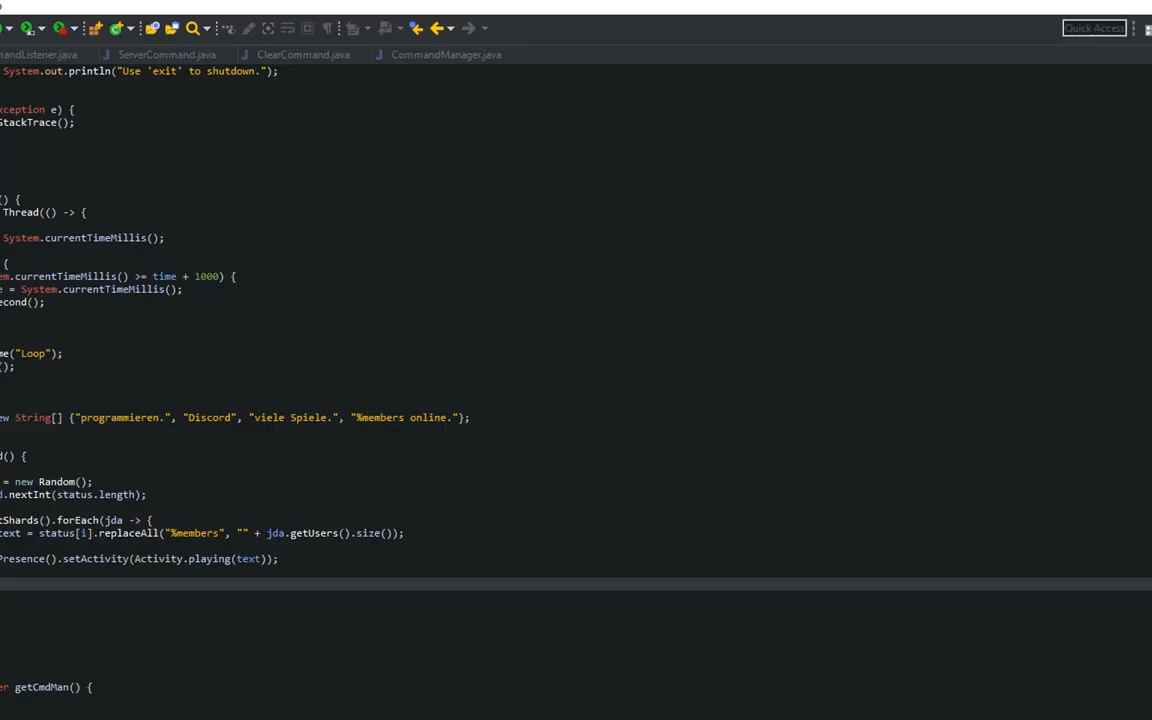 Quick Access
mandListener.java ServerCommand.java ClearCommand.java CommandManager.java
System.out.println("Use 'exit' to shutdown.");
xception e) {
StackTrace();
() {
Thread(() -> {
System.currentTimeMillis();
{
em.currentTimeMillis() >= time + 1000) {
e = System.currentTimeMillis();
econd();
me("Loop");
();
ew String[] {"programmieren.", "Discord", "viele Spiele.", "%members online."};
d() {
= new Random();
d.nextInt(status.length);
tShards().forEach(jda -> {
text = status[i].replaceAll("%members", "" + jda.getUsers().size());
Presence().setActivity(Activity.playing(text));
er getCmdMan() {